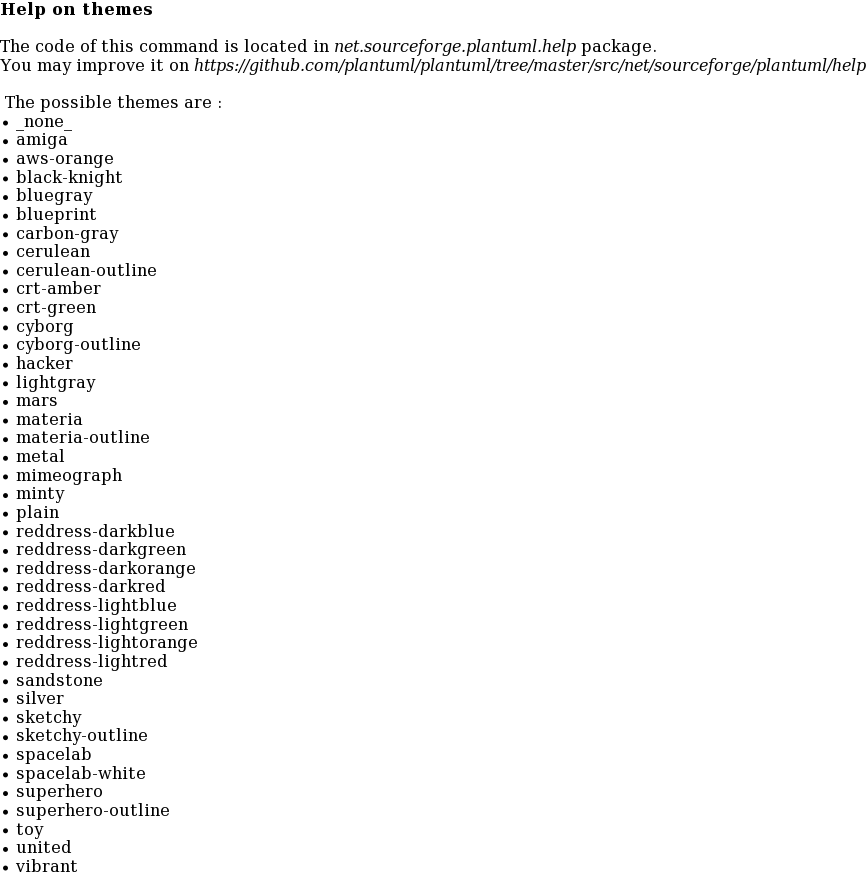 Help on themes
The code of this command is located in net.sourceforge.plantuml.help package.
You may improve it on https://github.com/plantuml/plantuml/tree/master/src/net/sourceforge/plantuml/help
The possible themes are :
• _none_
• amiga
• aws-orange
• black-knight
• bluegray
• blueprint
• carbon-gray
• cerulean
• cerulean-outline
• crt-amber
• crt-green
• cyborg
• cyborg-outline
• hacker
• lightgray
• mars
• materia
• materia-outline
• metal
• mimeograph
• minty
• plain
• reddress-darkblue
• reddress-darkgreen
• reddress-darkorange
• reddress-darkred
• reddress-lightblue
• reddress-lightgreen
• reddress-lightorange
• reddress-lightred
• sandstone
• silver
• sketchy
• sketchy-outline
• spacelab
• spacelab-white
• superhero
• superhero-outline
• toy
• united
• vibrant